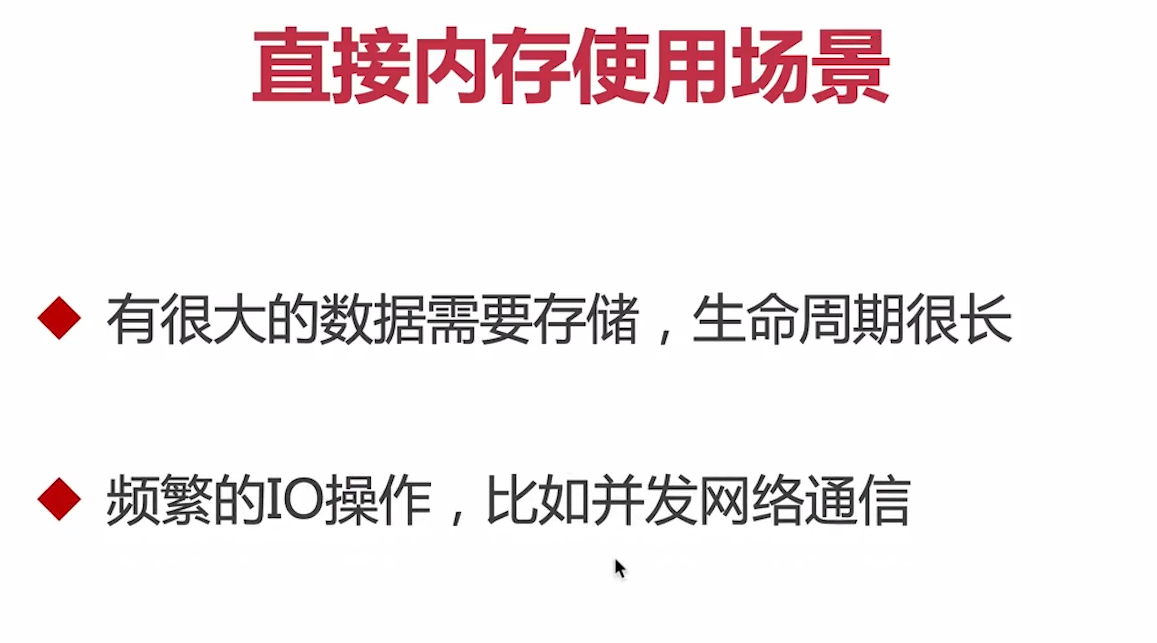 直接内存使用场景
有很大的数据需要存储，生命周期很长
频繁的IO操作，比如并发网络通信